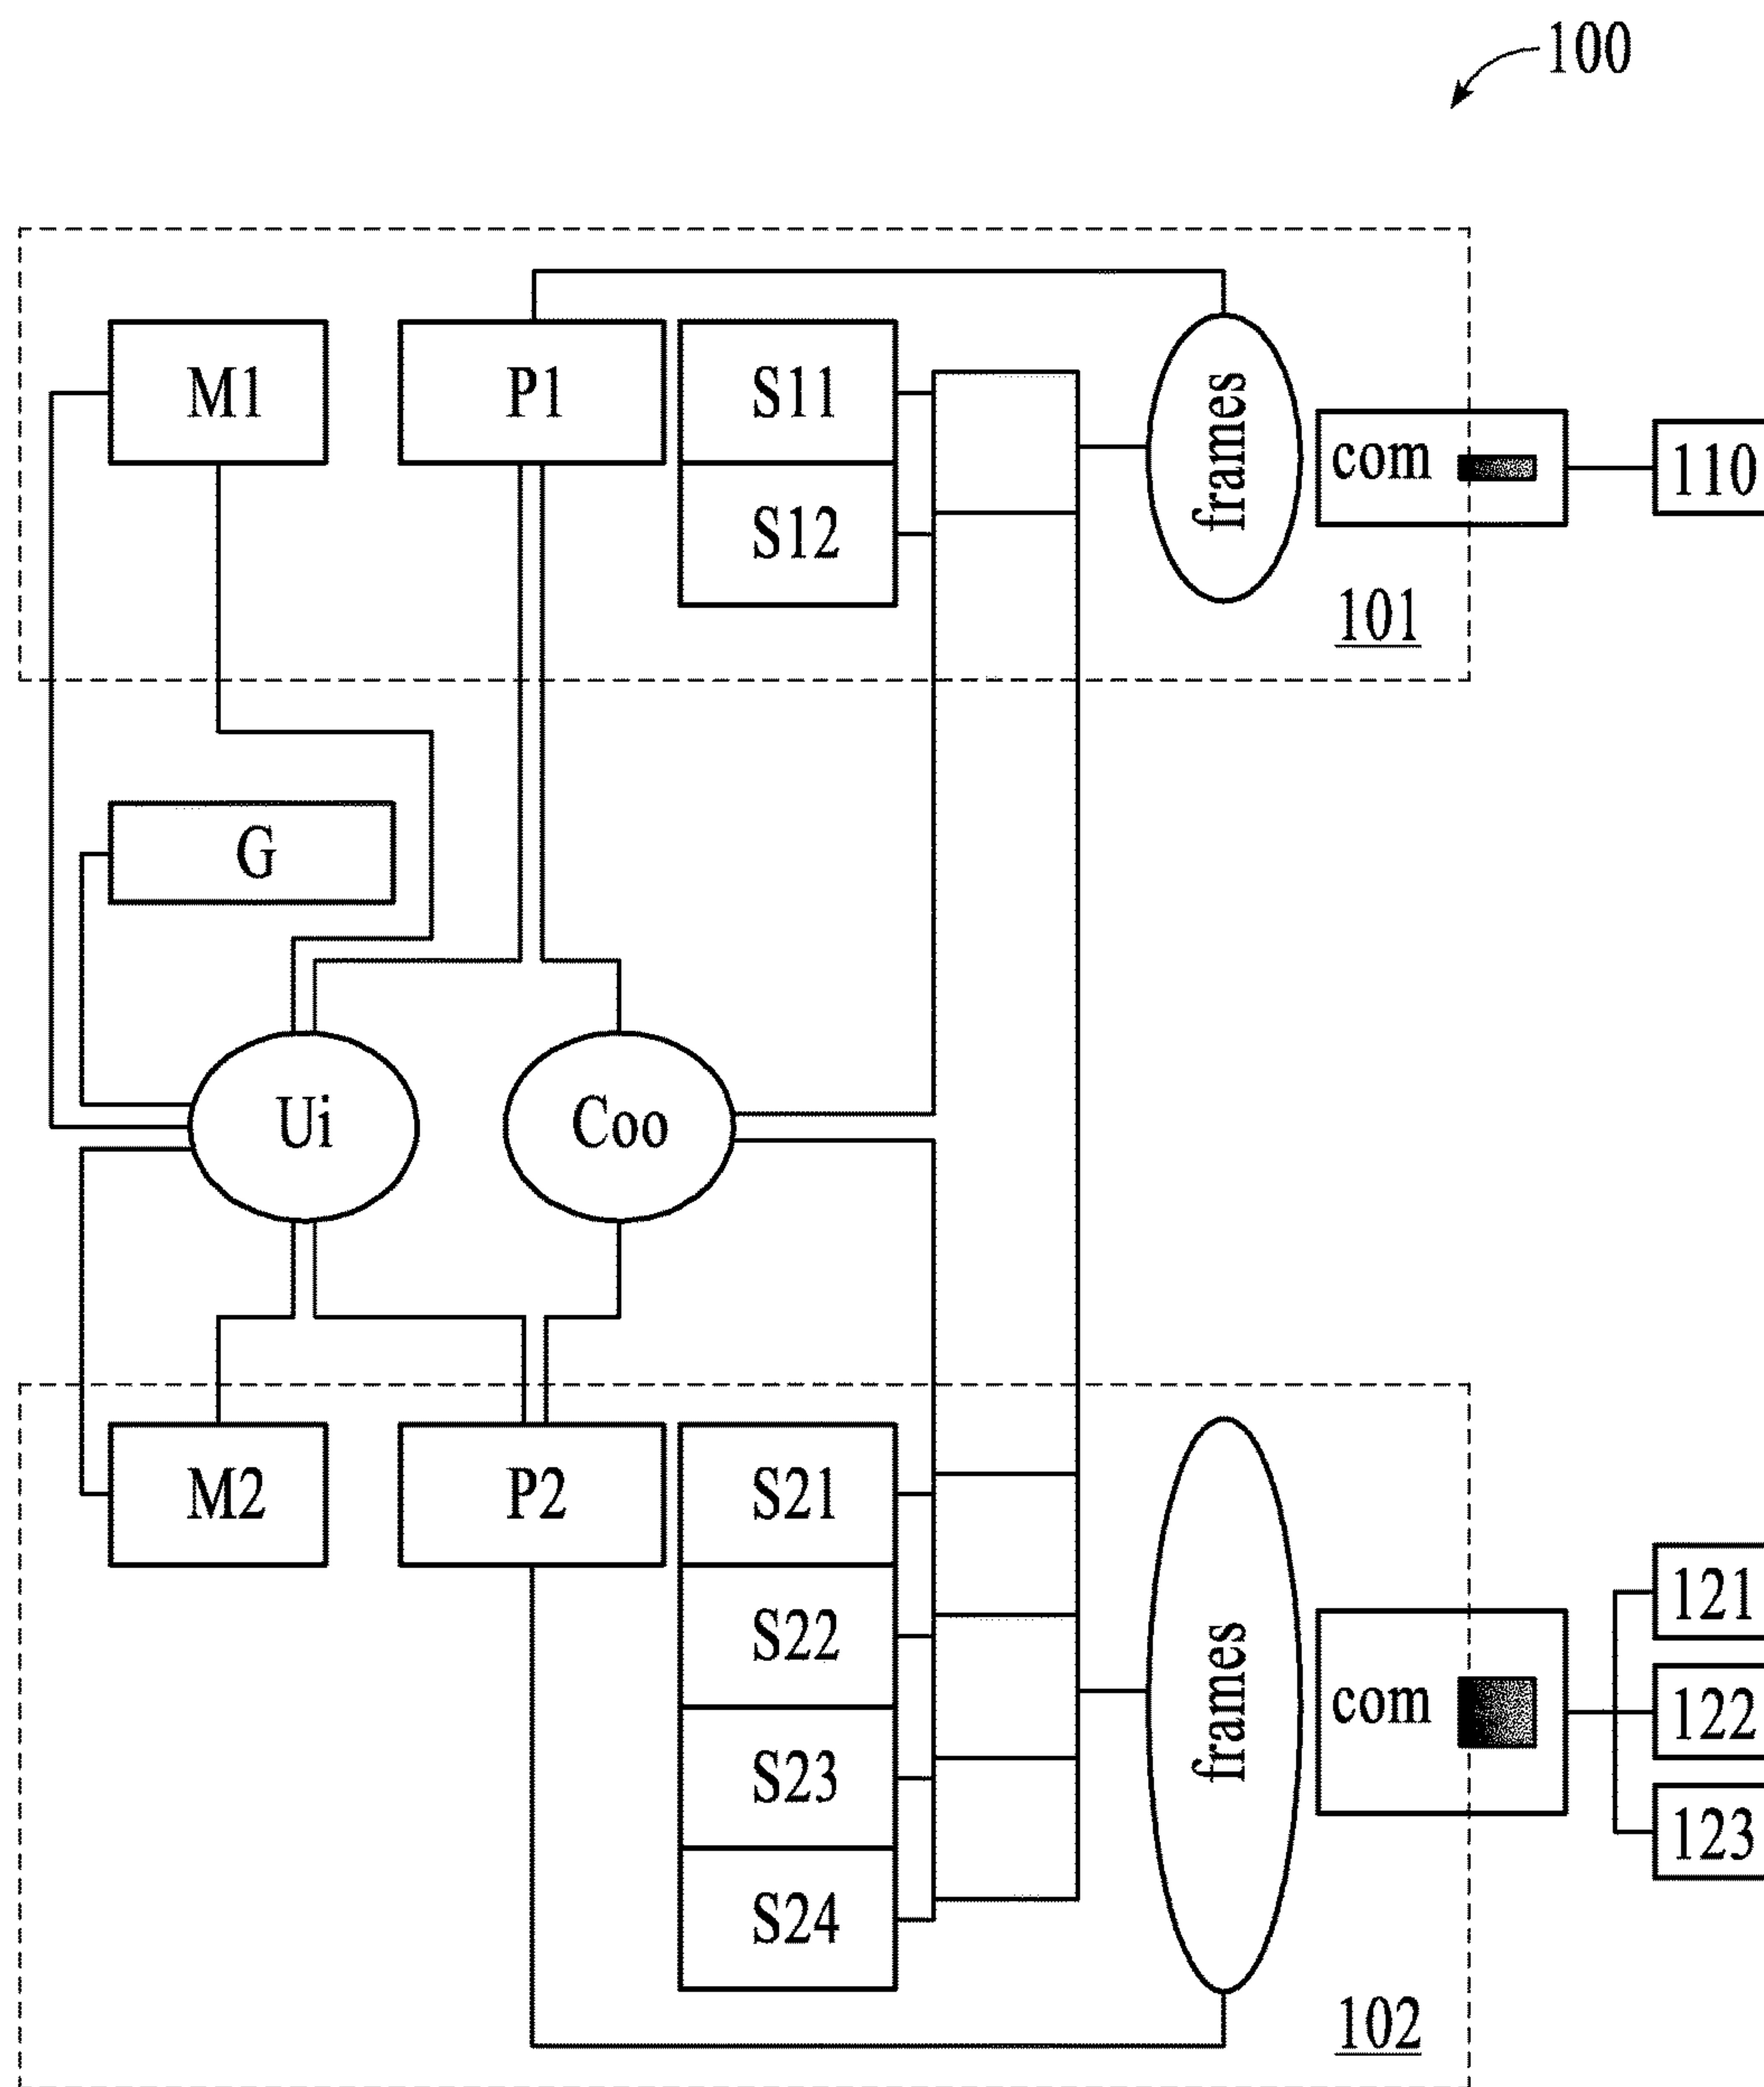 100
M1
P1
S11
S12
frames
com
110
101
G
Ui
Coo
M2
P2
S21
S22
S23
S24
frames
com
121
122
123
102